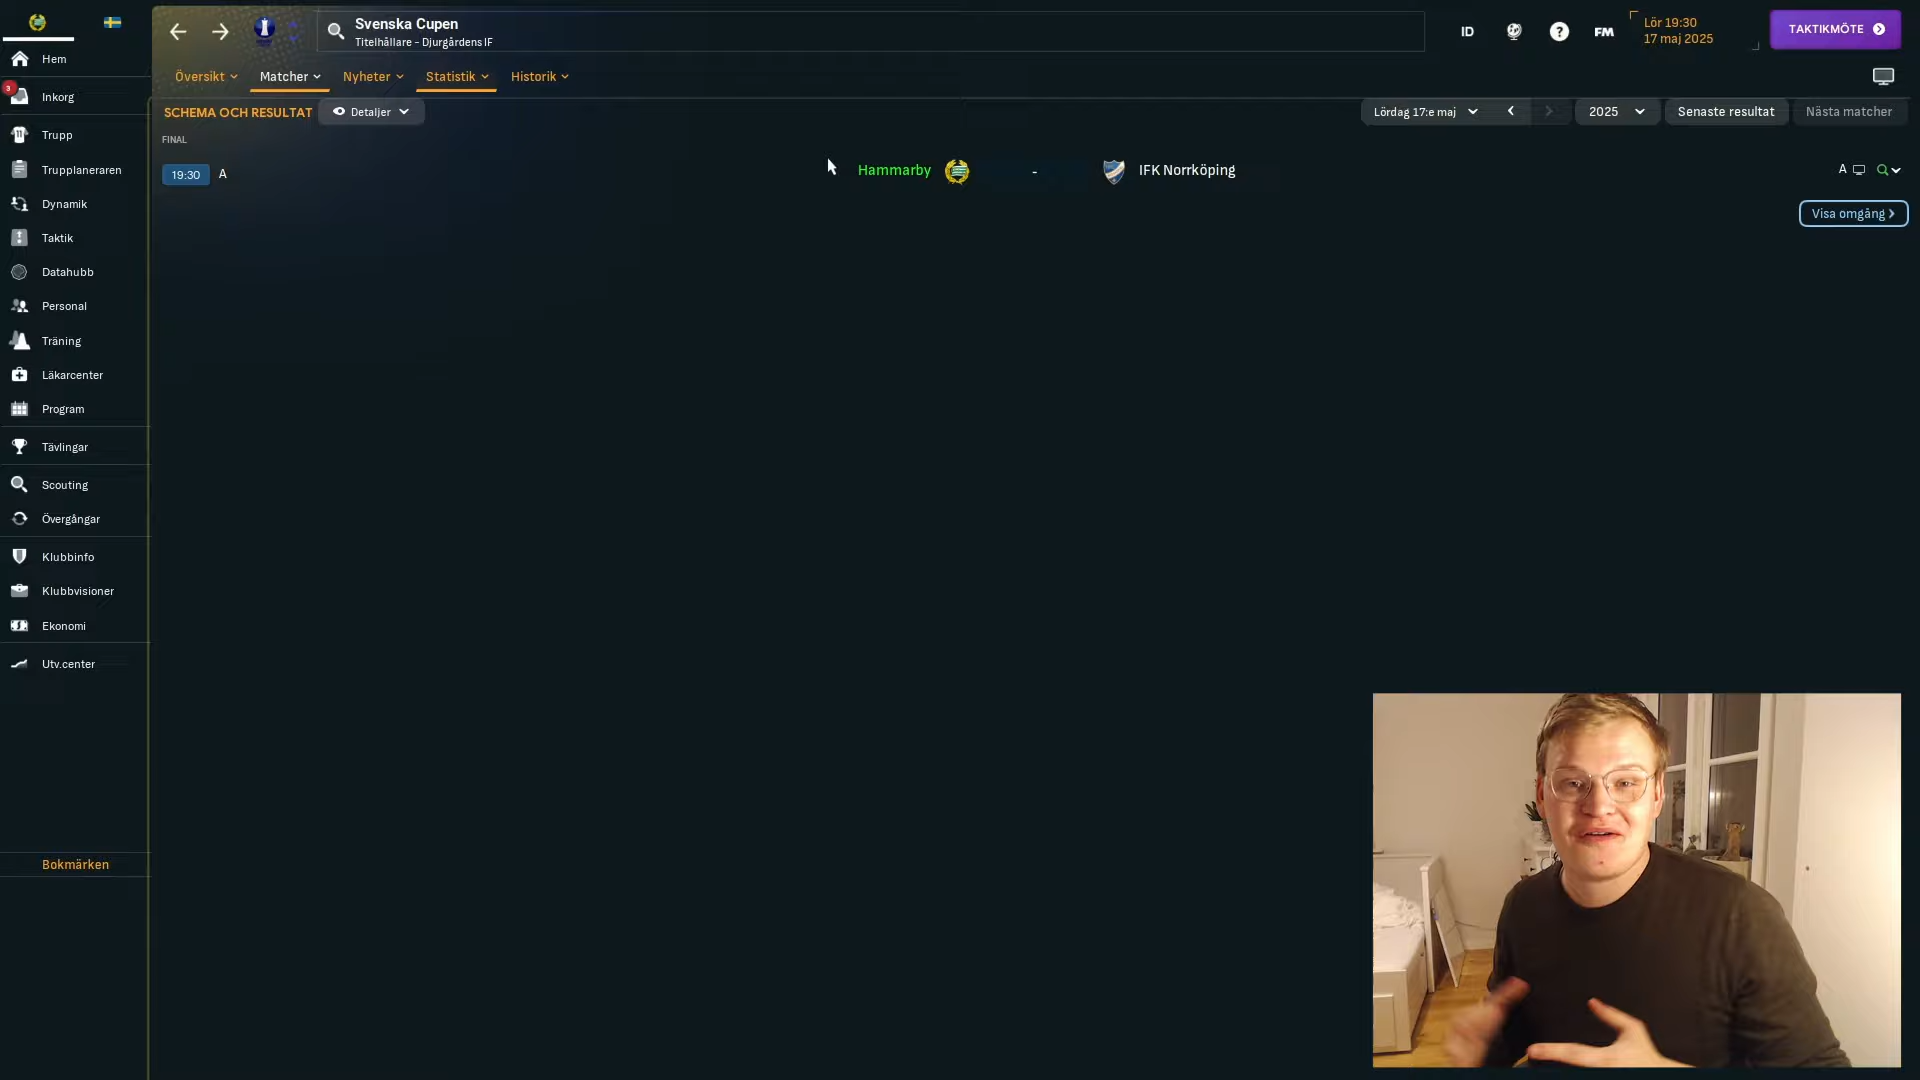 Svenska Cupen
Titelhållare - Djurgårdens IF
ID
FM
Lör 19:30
17 maj 2025
TAKTIKMÖTE
Översikt
Matcher
Nyheter
Statistik
Historik
SCHEMA OCH RESULTAT
Detaljer
Lördag 17:e maj
2025
Senaste resultat
Nästa matcher
FINAL
19:30 A
Hammarby - IFK Norrköping
A
Visa omgång
Hem
3
Inkorg
Trupp
Trupplaneraren
Dynamik
Taktik
Datahubb
Personal
Träning
Läkarcenter
Program
Tävlingar
Scouting
Övergångar
Klubbinfo
Klubbvisioner
Ekonomi
Utv.center
Bokmärken